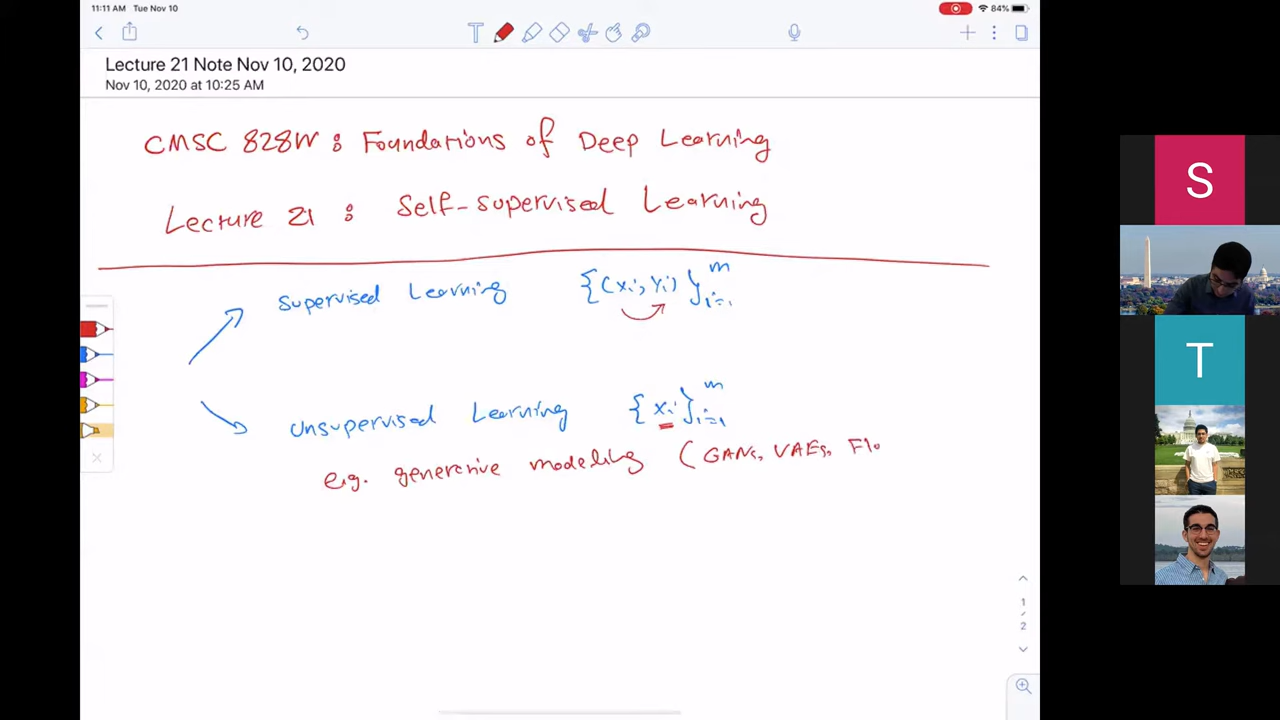 11:11 AM Tue Nov 10
84%
T
Lecture 21 Note Nov 10, 2020
Nov 10, 2020 at 10:25 AM
CMSC 828W: Foundations of Deep Learning
Lecture 21: Self-supervised Learning
Supervised Learning {(xi, yi)}^m i=1
Unsupervised Learning {xi}^m i=1
e.g. generative modeling (GANs, VAEs, Flo
S
T
1
/
2